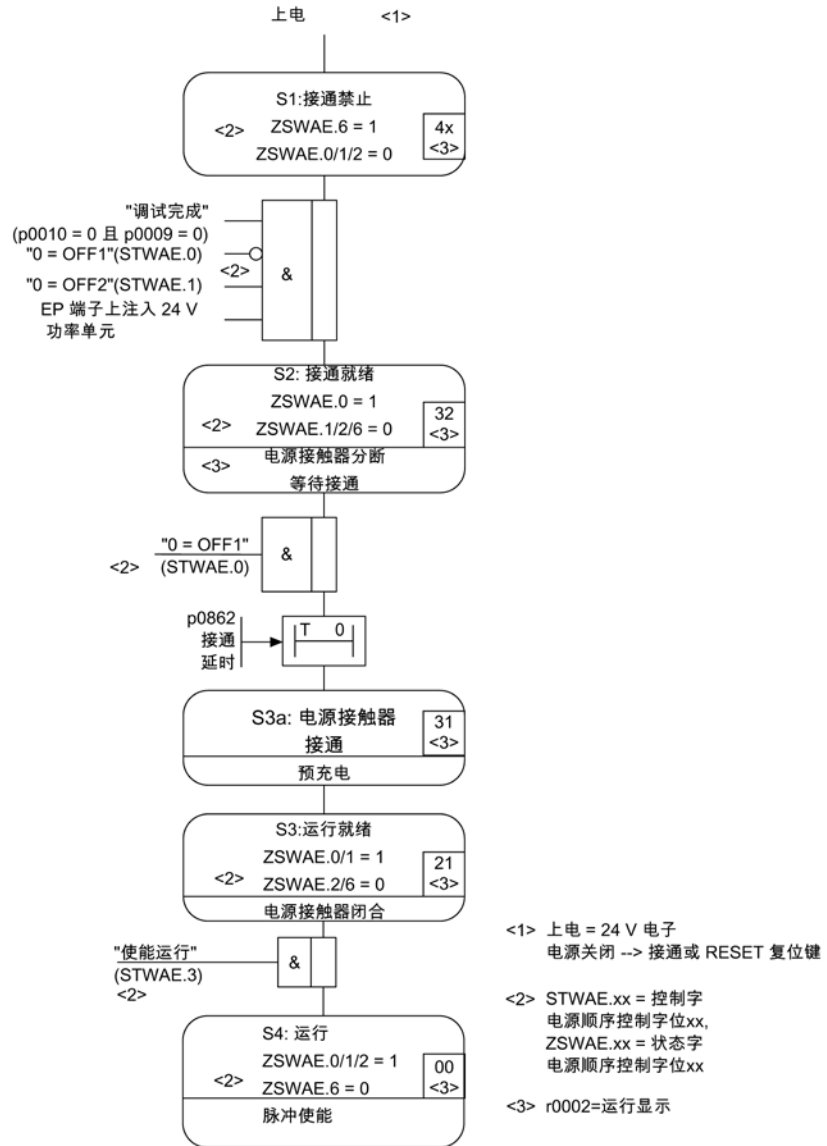 上电 <1>
S1:接通禁止
<2> ZSWAE.6 = 1 4x
ZSWAE.0/1/2 = 0 <3>
"调试完成"
(p0010 = 0 且 p0009 = 0)
"0 = OFF1"(STWAE.0)
<2>
"0 = OFF2"(STWAE.1)
&
EP 端子上注入 24 V
功率单元
S2: 接通就绪
ZSWAE.0 = 1 32
<2> ZSWAE.1/2/6 = 0 <3>
<3> 电源接触器分断
等待接通
"0 = OFF1" &
<2> (STWAE.0)
p0862
接通
延时
T 0
S3a: 电源接触器 31
接通 <3>
预充电
S3:运行就绪
ZSWAE.0/1 = 1 21
<2> ZSWAE.2/6 = 0 <3>
电源接触器闭合
"使能运行" &
(STWAE.3)
<2>
S4: 运行
ZSWAE.0/1/2 = 1 00
<2> ZSWAE.6 = 0 <3>
脉冲使能
<1> 上电 = 24 V 电子
电源关闭 --> 接通或 RESET 复位键
<2> STWAE.xx = 控制字
电源顺序控制字位xx,
ZSWAE.xx = 状态字
电源顺序控制字位xx
<3> r0002=运行显示